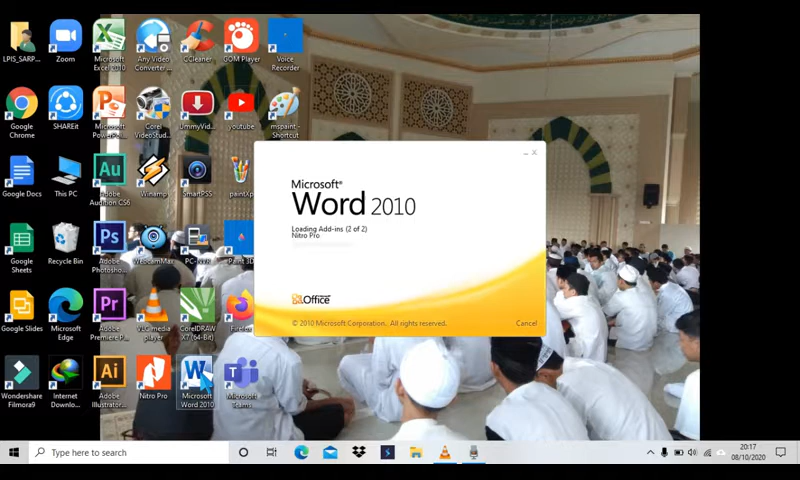 LPIS_SARP...
Zoom
Microsoft
Excel 2010
Any Video
Converter...
CCleaner
GOM Player
Voice
Recorder
Google
Chrome
SHAREit
Microsoft
PowerPoi...
Corel
VideoStud...
UmmyVid...
youtube
mspaint -
Shortcut
Google Docs
This PC
Au
Adobe
Audition CS6
Winamp
SmartPSS
paintXp
Google
Sheets
Recycle Bin
Ps
Adobe
Photosho...
WebcamMax
PC-NVR
Paint 3D
Google Slides
Microsoft
Edge
Pr
Adobe
Premiere P...
VLC media
player
CorelDRAW
X7 (64-Bit)
Firefox
Wondershare
Filmora9
Internet
Downlo...
Ai
Adobe
Illustrator...
Nitro Pro
Microsoft
Word 2010
Microsoft
Teams
Microsoft®
Word 2010
Loading Add-ins (2 of 2)
Nitro Pro
Office
© 2010 Microsoft Corporation. All rights reserved.
Cancel
Type here to search
20:17
08/10/2020